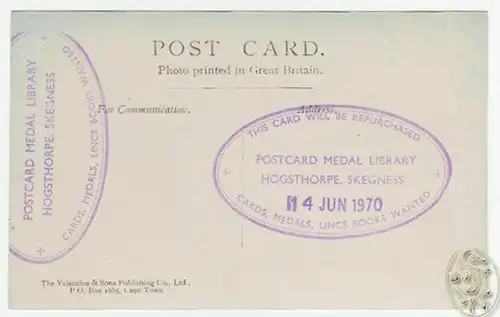 POST CARD.
Photo printed in Great Britain.
For Communication.
Address.
POSTCARD MEDAL LIBRARY
HOGSTHORPE, SKEGNESS
CARDS, MEDALS, LINCS BOOKS WANTED
THIS CARD WILL BE REPURCHASED
POSTCARD MEDAL LIBRARY
HOGSTHORPE, SKEGNESS
14 JUN 1970
CARDS, MEDALS, LINCS BOOKS WANTED
The Valentine & Sons Publishing Co., Ltd.,
P.O. Box 1685, Cape Town